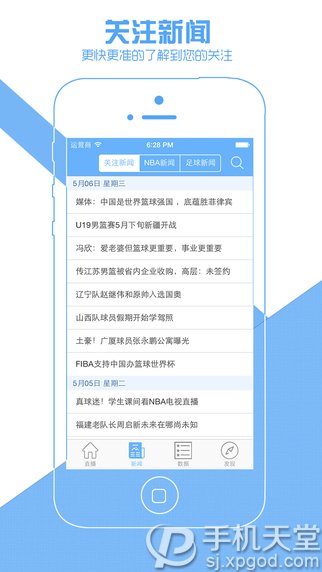 关注新闻
更快更准的了解到您的关注
运营商 6:28 PM
关注新闻 NBA新闻 足球新闻
5月06日 星期三
媒体：中国是世界篮球强国，底蕴胜菲律宾
U19男篮赛5月下旬新疆开战
冯欣：爱老婆但篮球更重要，事业更重要
传江苏男篮被省内企业收购，高层：未签约
辽宁队赵继伟和原帅入选国奥
山西队球员假期开始学驾照
土豪！广厦球员张永鹏公寓曝光
FIBA支持中国办篮球世界杯
5月05日 星期二
真球迷！学生课间看NBA电视直播
福建老队长周启新未来在哪尚未知
直播 新闻 数据 发现
手机天堂
sj.xpgod.com